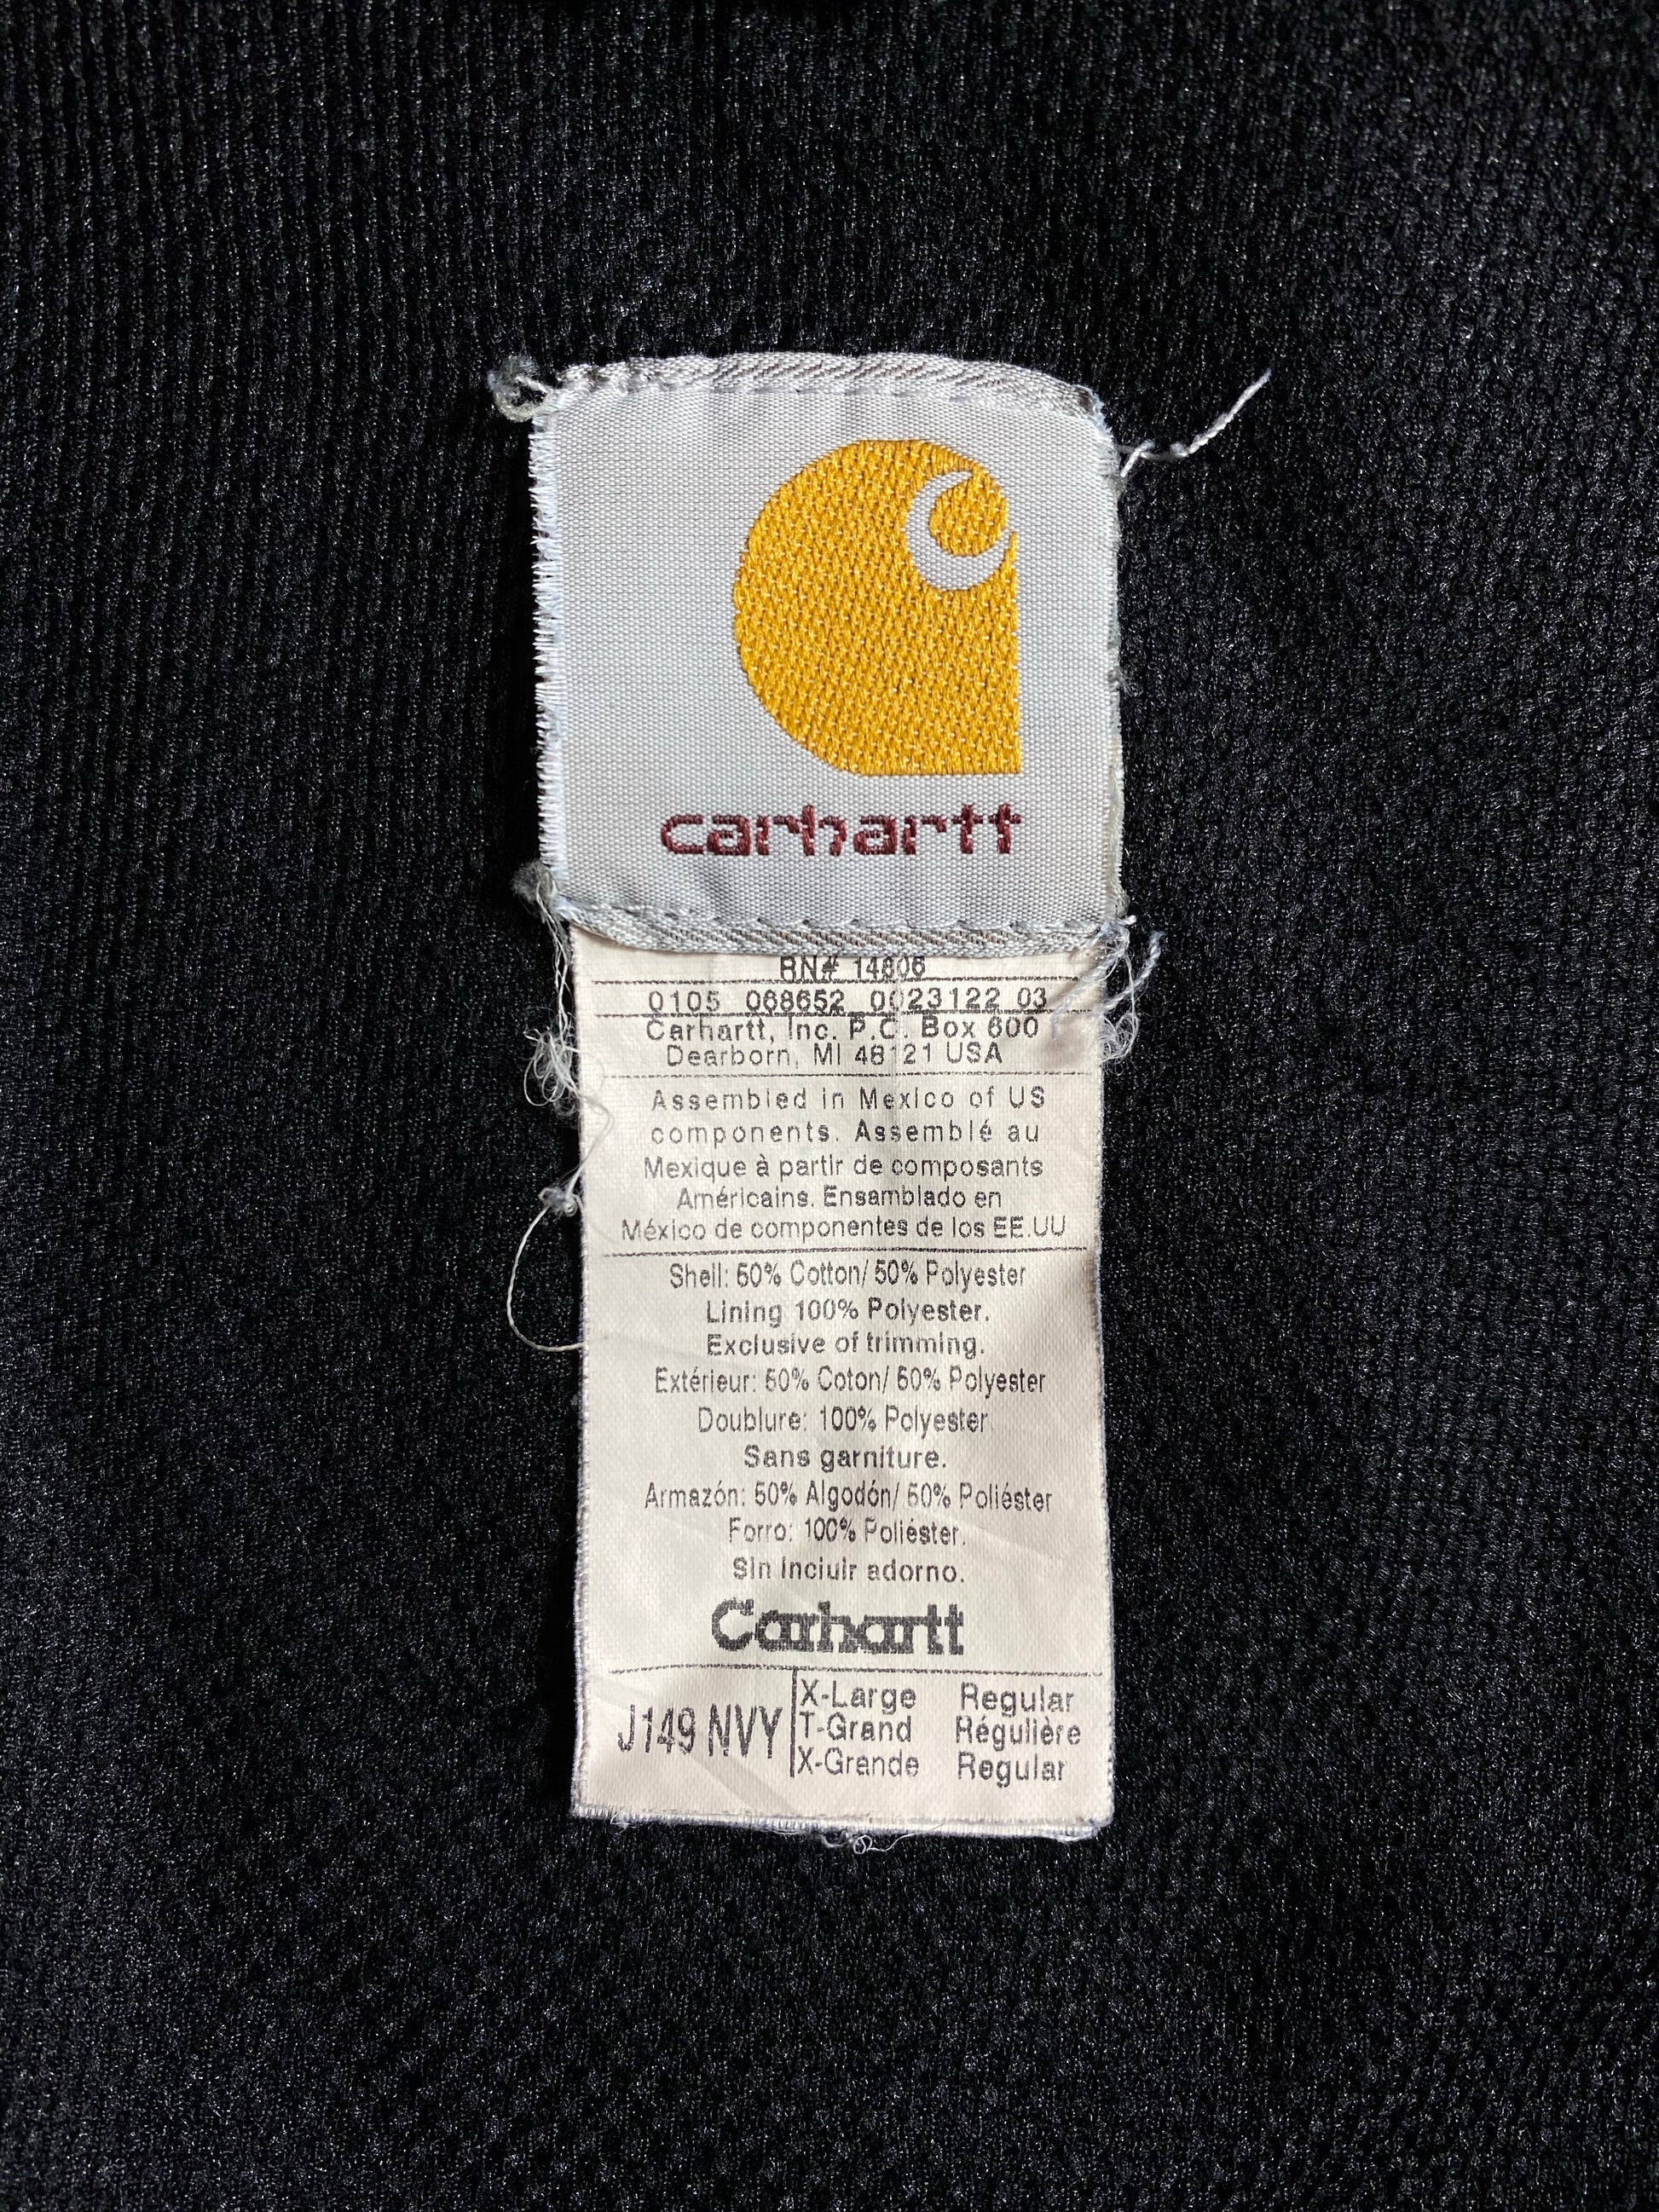 carhartt
RN# 14806
0105 068652 0023122 03
Carhartt, Inc. P.O. Box 600
Dearborn, MI 48121 USA
Assembled in Mexico of US
components. Assemblé au
Mexique à partir de composants
Américains. Ensamblado en
México de componentes de los EE.UU
Shell: 50% Cotton/ 50% Polyester
Lining 100% Polyester.
Exclusive of trimming.
Extérieur: 50% Coton/ 50% Polyester
Doublure: 100% Polyester
Sans garniture.
Armazón: 50% Algodón/ 50% Poliéster
Forro: 100% Poliéster.
Sin incluir adorno.
Carhartt
J149 NVY
X-Large Regular
T-Grand Régulière
X-Grande Regular